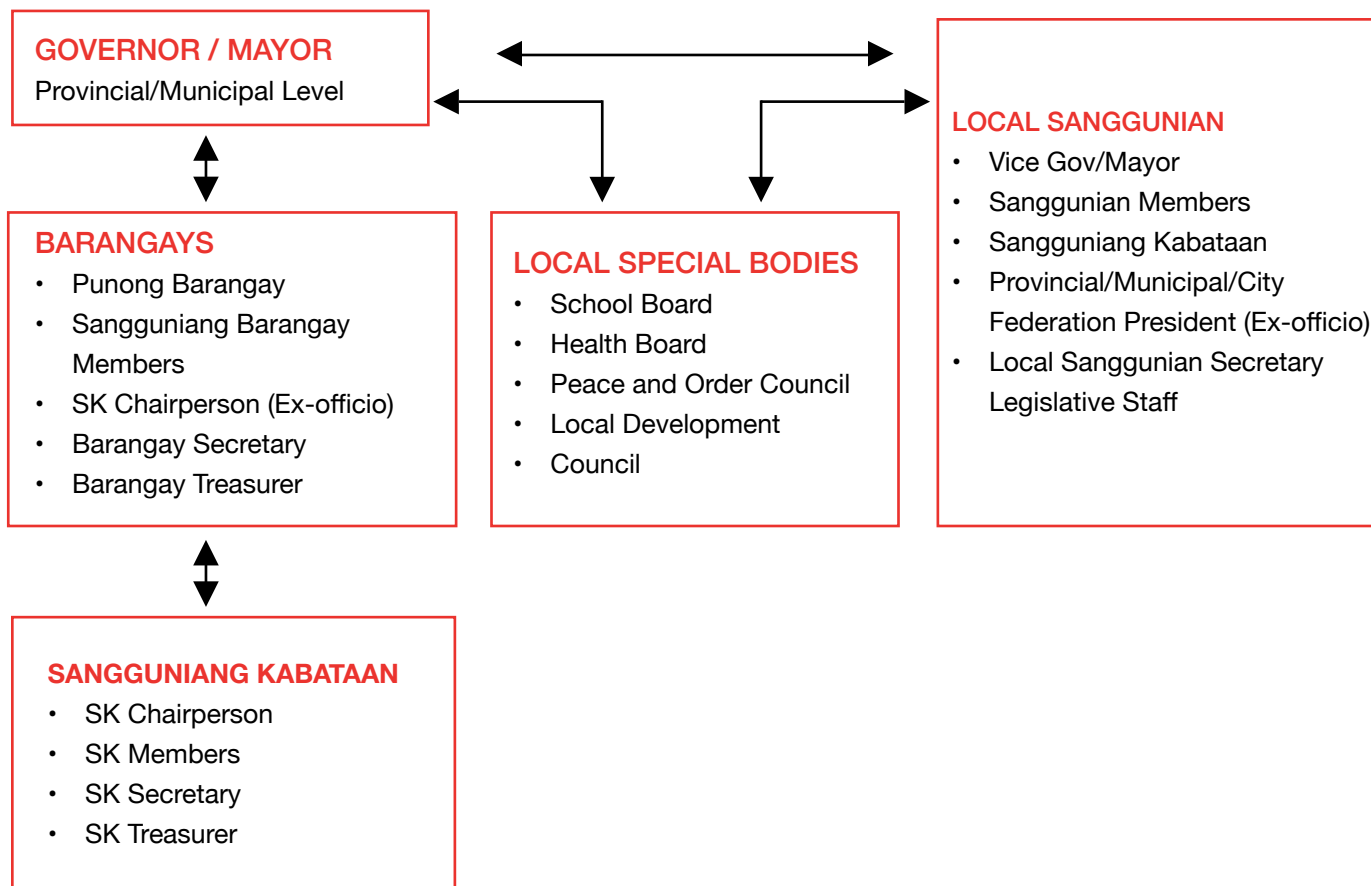 GOVERNOR / MAYOR
Provincial/Municipal Level
BARANGAYS
• Punong Barangay
• Sangguniang Barangay
Members
• SK Chairperson (Ex-officio)
• Barangay Secretary
• Barangay Treasurer
LOCAL SPECIAL BODIES
• School Board
• Health Board
• Peace and Order Council
• Local Development
• Council
LOCAL SANGGUNIAN
• Vice Gov/Mayor
• Sanggunian Members
• Sangguniang Kabataan
• Provincial/Municipal/City
Federation President (Ex-officio)
• Local Sanggunian Secretary
Legislative Staff
SANGGUNIANG KABATAAN
• SK Chairperson
• SK Members
• SK Secretary
• SK Treasurer